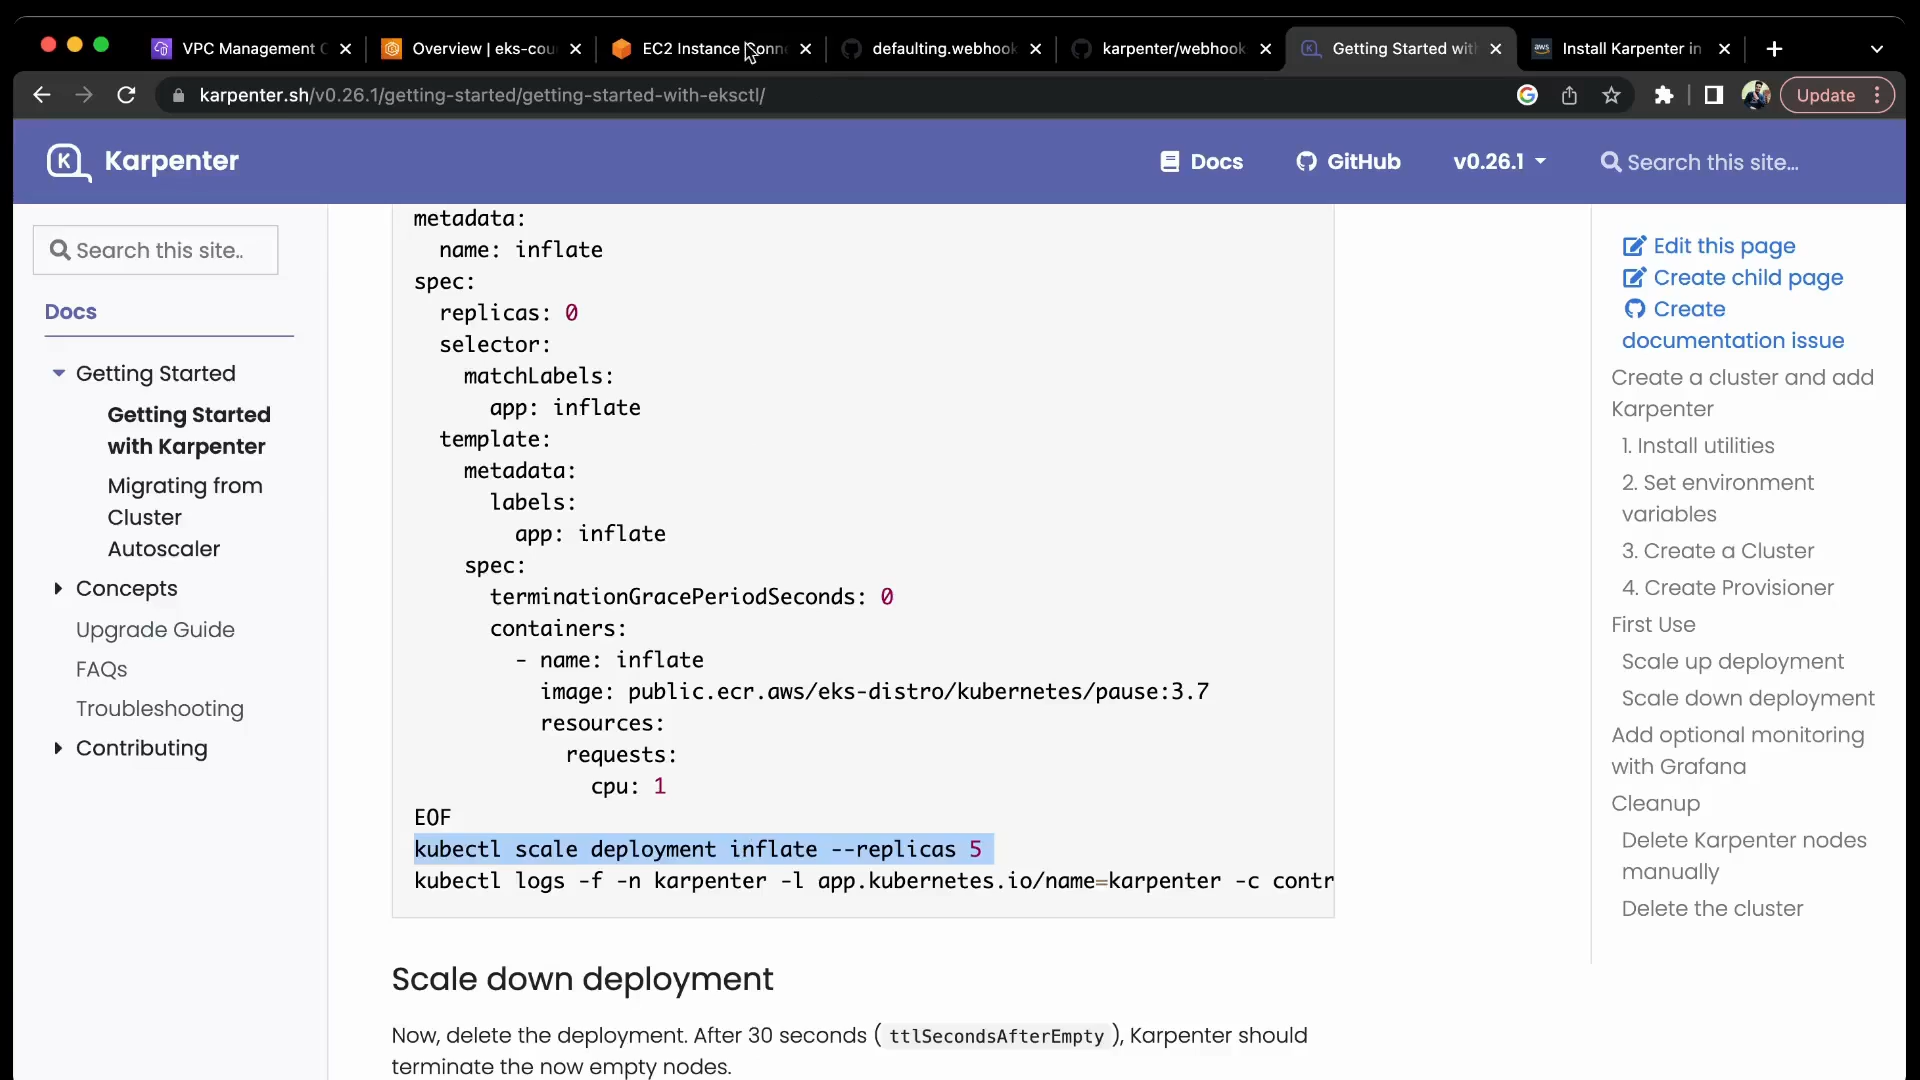 VPC Management C
Overview | eks-cou
EC2 Instance Conne
defaulting.webhook
karpenter/webhook
Getting Started wit
Install Karpenter in
karpenter.sh/v0.26.1/getting-started/getting-started-with-eksctl/
Update
Karpenter
Docs
GitHub
v0.26.1
Search this site…
Search this site..
Docs
Getting Started
Getting Started
with Karpenter
Migrating from
Cluster
Autoscaler
Concepts
Upgrade Guide
FAQs
Troubleshooting
Contributing
metadata:
name: inflate
spec:
replicas: 0
selector:
matchLabels:
app: inflate
template:
metadata:
labels:
app: inflate
spec:
terminationGracePeriodSeconds: 0
containers:
- name: inflate
image: public.ecr.aws/eks-distro/kubernetes/pause:3.7
resources:
requests:
cpu: 1
EOF
kubectl scale deployment inflate --replicas 5
kubectl logs -f -n karpenter -l app.kubernetes.io/name=karpenter -c contr
Scale down deployment
Now, delete the deployment. After 30 seconds ( ttlSecondsAfterEmpty ), Karpenter should
terminate the now empty nodes.
Edit this page
Create child page
Create
documentation issue
Create a cluster and add
Karpenter
1. Install utilities
2. Set environment
variables
3. Create a Cluster
4. Create Provisioner
First Use
Scale up deployment
Scale down deployment
Add optional monitoring
with Grafana
Cleanup
Delete Karpenter nodes
manually
Delete the cluster